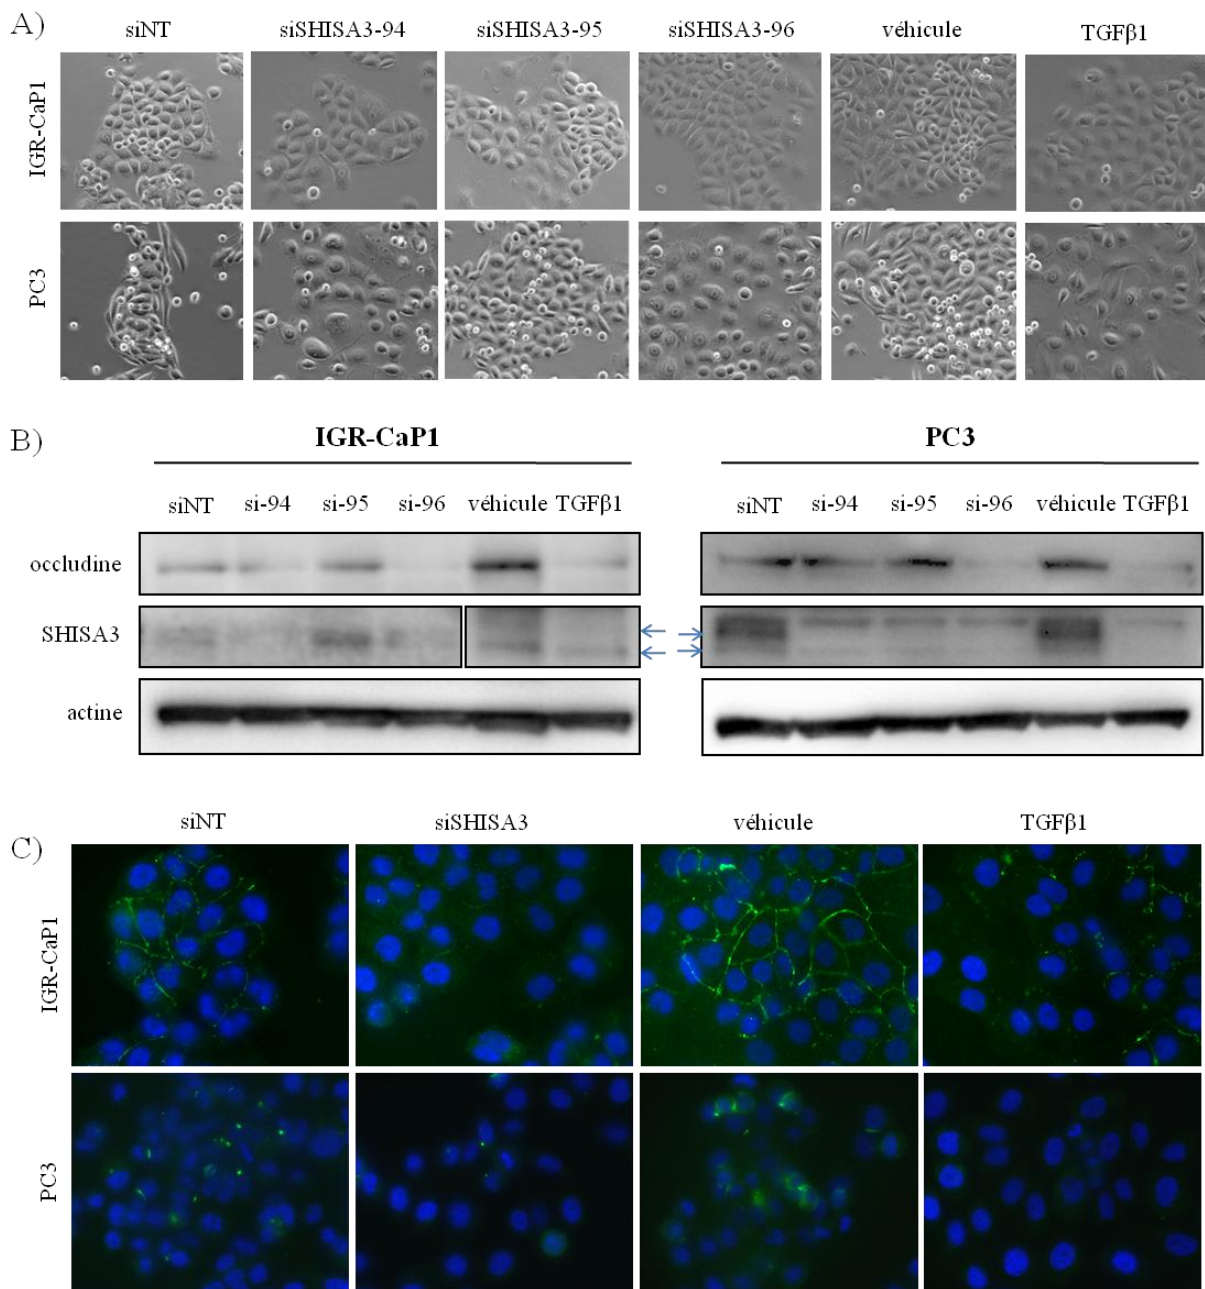 A)
siNT siSHISA3-94 siSHISA3-95 siSHISA3-96 véhicule TGFβ1
IGR-CaP1
PC3
B)
IGR-CaP1 PC3
siNT si-94 si-95 si-96 véhicule TGFβ1 siNT si-94 si-95 si-96 véhicule TGFβ1
occludine
SHISA3
actine
siNT siSHISA3 véhicule TGFβ1
C)
IGR-CaP1
PC3